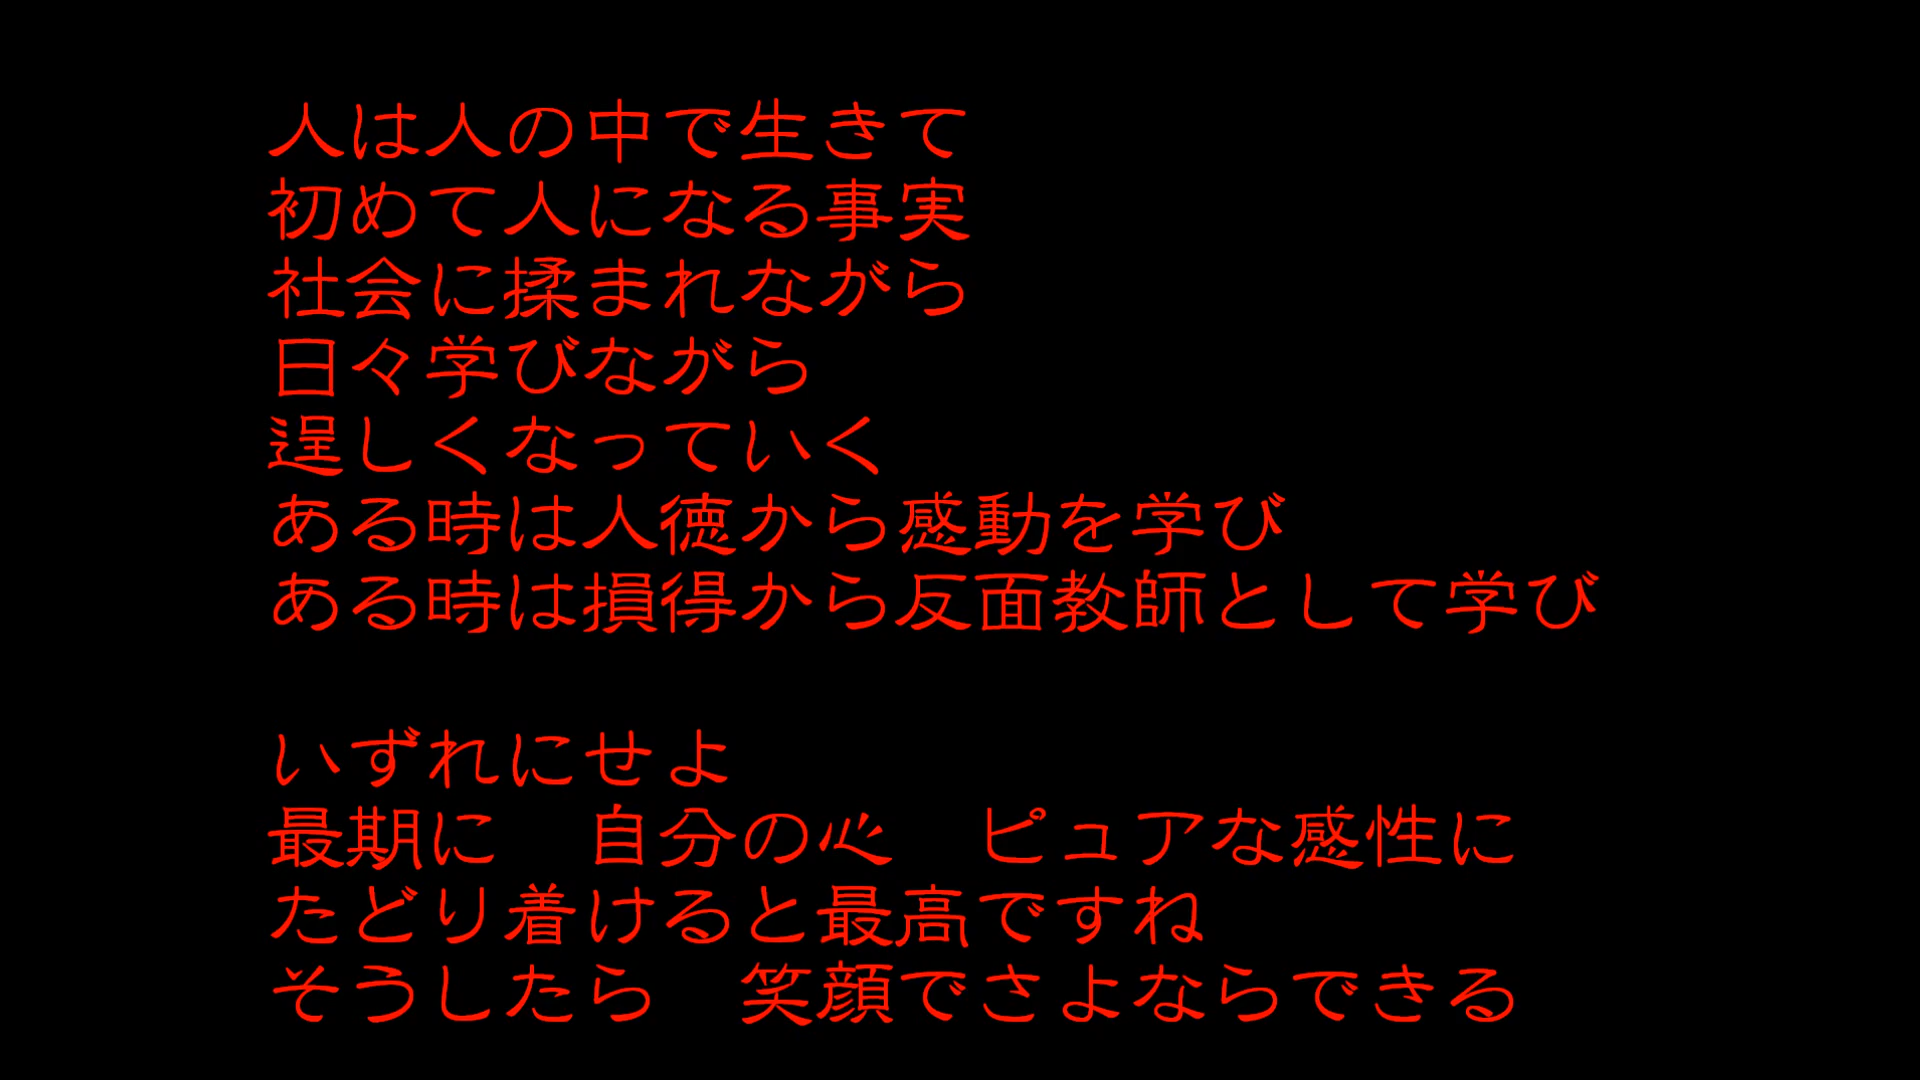 人は人の中で生きて
初めて人になる事実
社会に揉まれながら
日々学びながら
逞しくなっていく
ある時は人徳から感動を学び
ある時は損得から反面教師として学び
いずれにせよ
最期に　自分の心　ピュアな感性に
たどり着けると最高ですね
そうしたら　笑顔でさよならできる